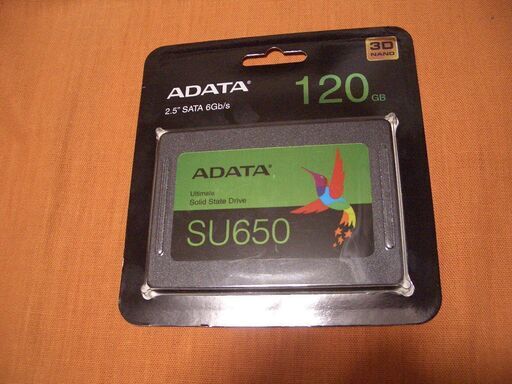 ADATA®
2.5" SATA 6Gb/s
120 GB
3D
NAND
ADATA®
Ultimate
Solid State Drive
SU650